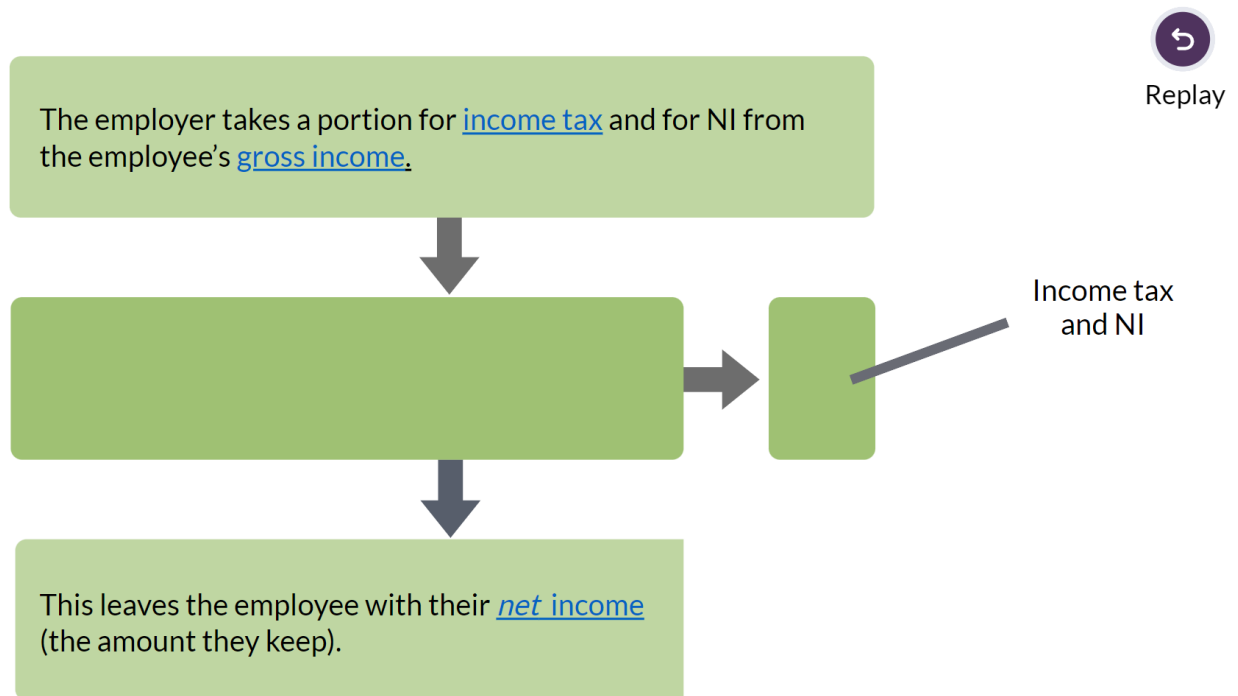 Replay
The employer takes a portion for income tax and for NI from
the employee’s gross income.
Income tax
and NI
This leaves the employee with their net income
(the amount they keep).